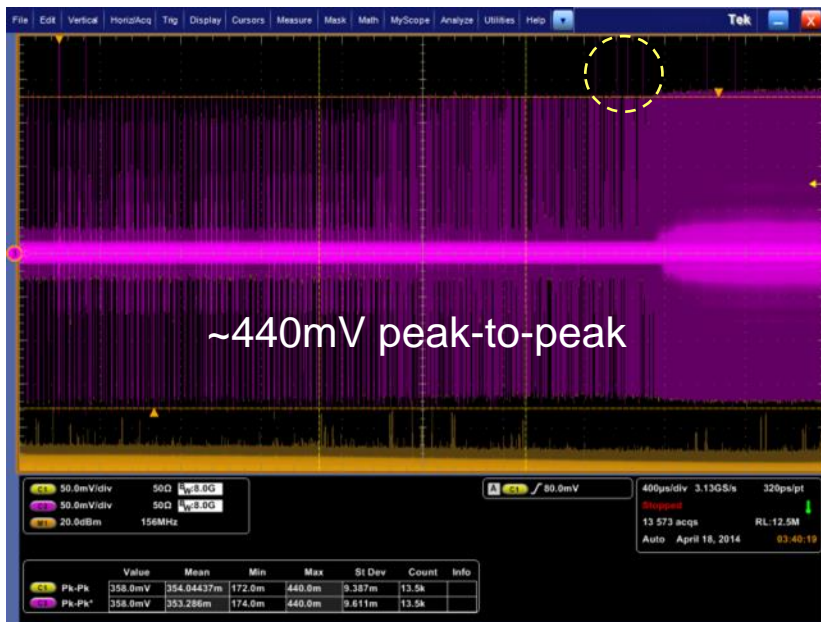 File Edit Vertical Horiz/Acq Trig Display Cursors Measure Mask Math MyScope Analyze Utilities Help Tek
~440mV peak-to-peak
C1 50.0mV/div 50Ω BW:8.0G
50.0mV/div 50Ω BW:8.0G
M1 20.0dBm 156MHz
A C1 80.0mV
400µs/div 3.13GS/s 320ps/pt
Stopped
13 573 acqs RL:12.5M
Auto April 18, 2014 03:40:19
Value Mean Min Max St Dev Count Info
C1 Pk-Pk 358.0mV 354.04437m 172.0m 440.0m 9.387m 13.5k
Pk-Pk* 358.0mV 353.286m 174.0m 440.0m 9.611m 13.5k